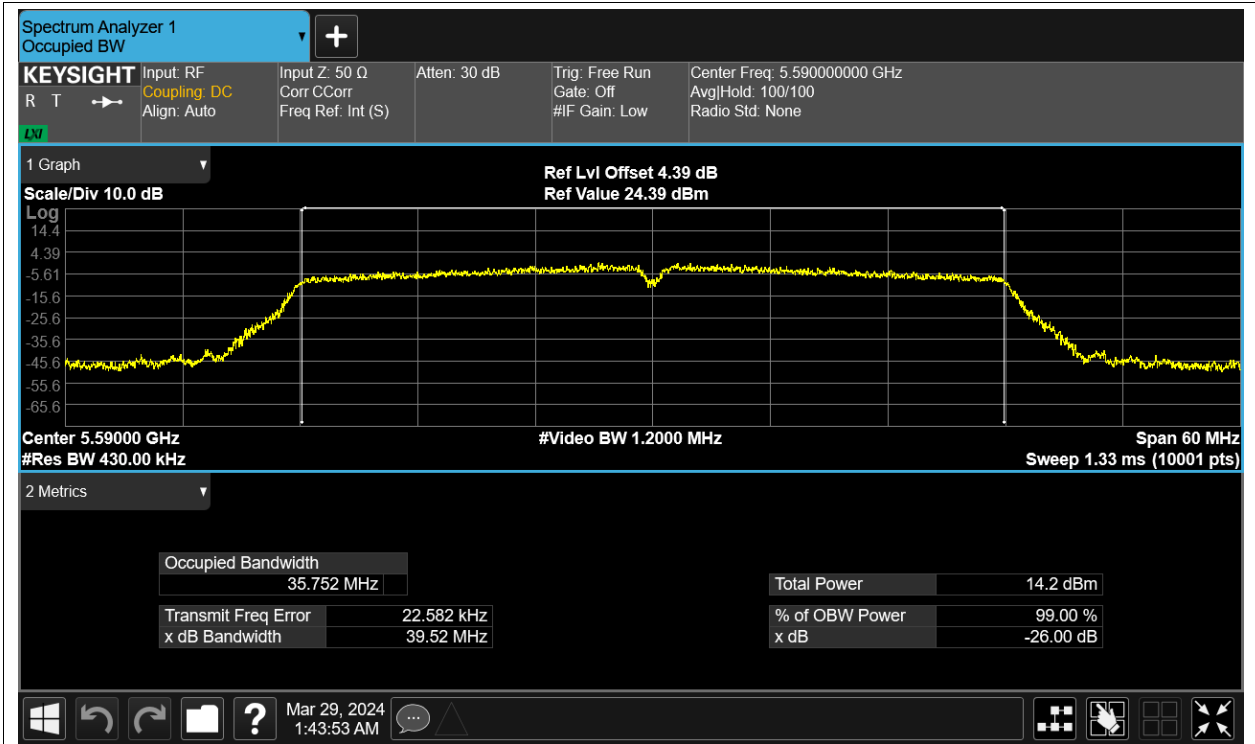 Spectrum Analyzer 1
Occupied BW
KEYSIGHT
R T
LXI
Input: RF
Coupling: DC
Align: Auto
Input Z: 50 Ω
Corr CCorr
Freq Ref: Int (S)
Atten: 30 dB
Trig: Free Run
Gate: Off
#IF Gain: Low
Center Freq: 5.590000000 GHz
Avg|Hold: 100/100
Radio Std: None
1 Graph
Scale/Div 10.0 dB
Ref Lvl Offset 4.39 dB
Ref Value 24.39 dBm
Log
14.4
4.39
-5.61
-15.6
-25.6
-35.6
-45.6
-55.6
-65.6
Center 5.59000 GHz
#Video BW 1.2000 MHz
Span 60 MHz
#Res BW 430.00 kHz
Sweep 1.33 ms (10001 pts)
2 Metrics
Occupied Bandwidth
35.752 MHz
Total Power 14.2 dBm
Transmit Freq Error 22.582 kHz
% of OBW Power 99.00 %
x dB Bandwidth 39.52 MHz
x dB -26.00 dB
?
Mar 29, 2024
1:43:53 AM